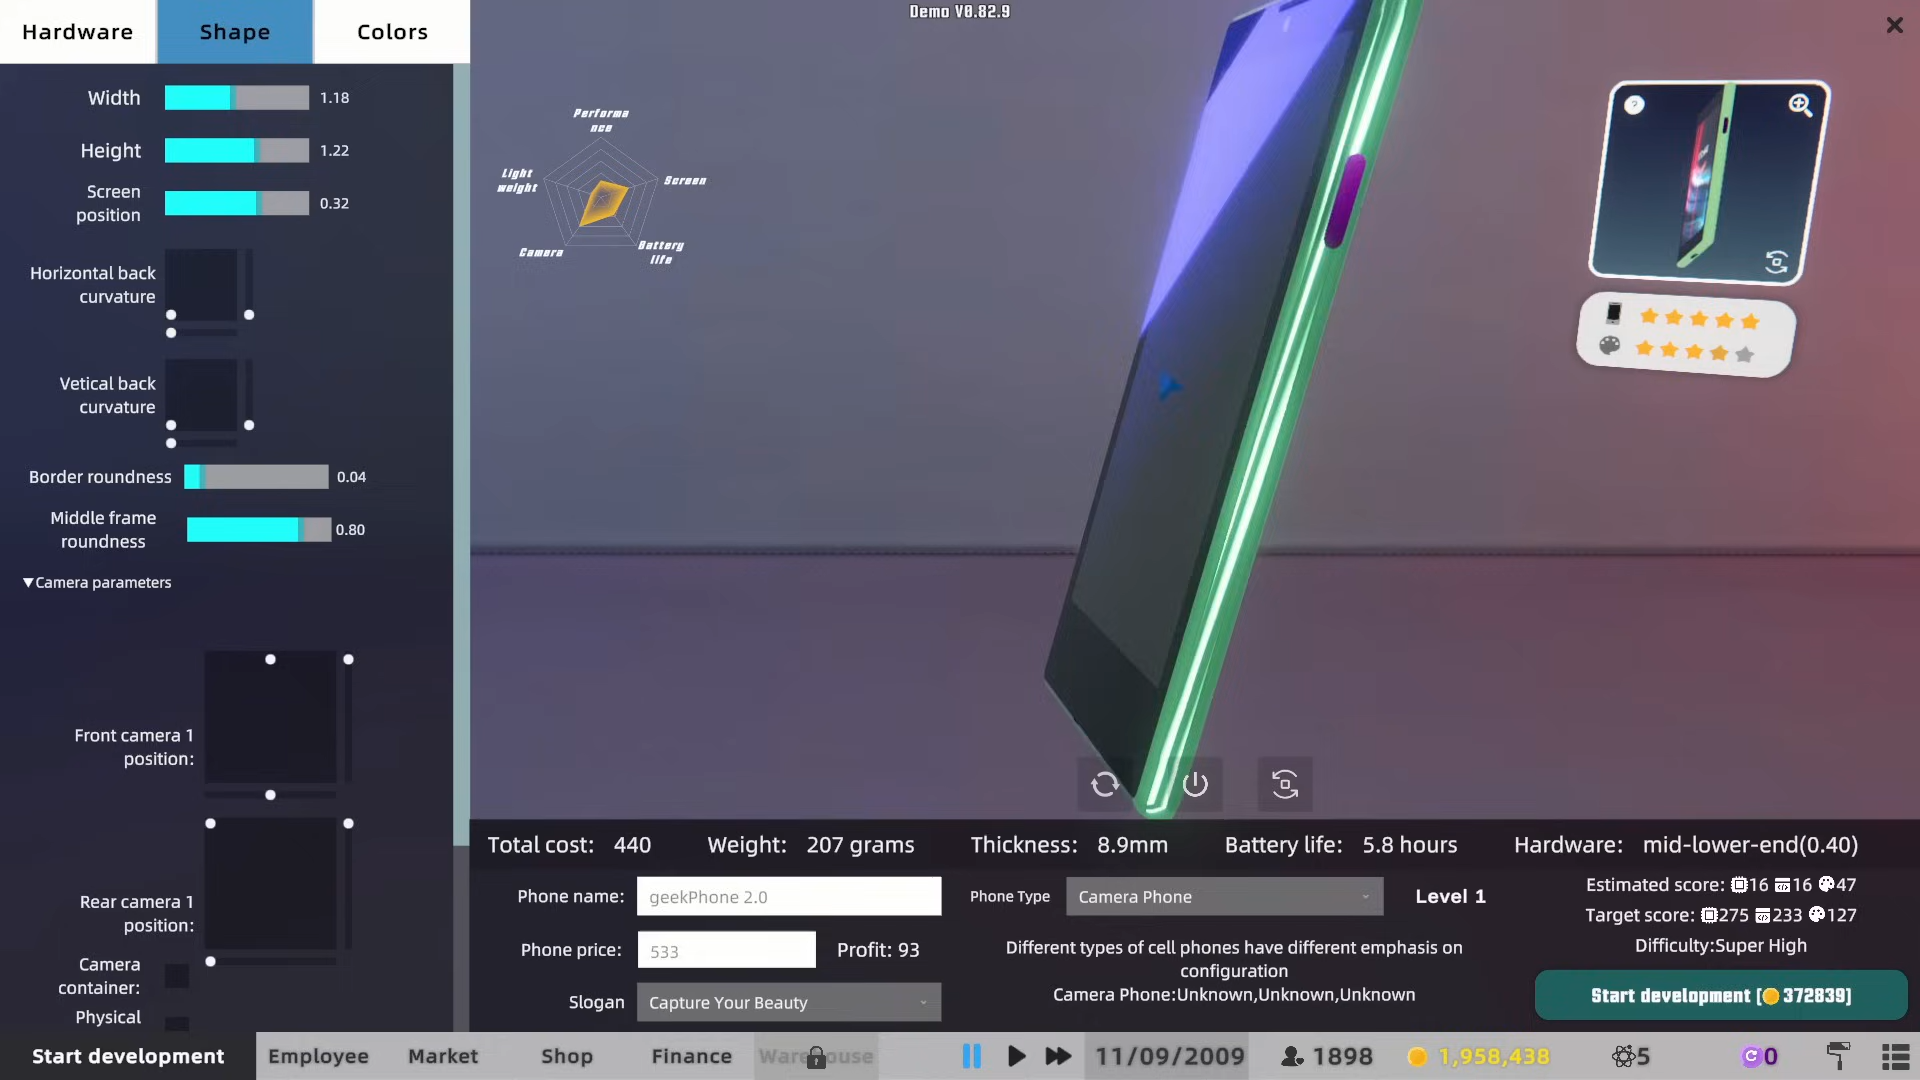 Demo V0.82.9
Hardware
Shape
Colors
Width
1.18
Height
1.22
Screen
position
0.32
Horizontal back
curvature
Vetical back
curvature
Border roundness
0.04
Middle frame
roundness
0.80
▼Camera parameters
Front camera 1
position:
Rear camera 1
position:
Camera
container:
Physical
Performa
nce
Light
weight
Screen
Camera
Battery
life
?
Total cost: 440
Weight: 207 grams
Thickness: 8.9mm
Battery life: 5.8 hours
Hardware: mid-lower-end(0.40)
Phone name:
geekPhone 2.0
Phone Type
Camera Phone
Level 1
Phone price:
533
Profit: 93
Slogan
Capture Your Beauty
Different types of cell phones have different emphasis on
configuration
Camera Phone:Unknown,Unknown,Unknown
Estimated score: 16 16 47
Target score: 275 233 127
Difficulty:Super High
Start development [372839]
Start development
Employee
Market
Shop
Finance
Warehouse
11/09/2009
1898
1,958,438
5
0